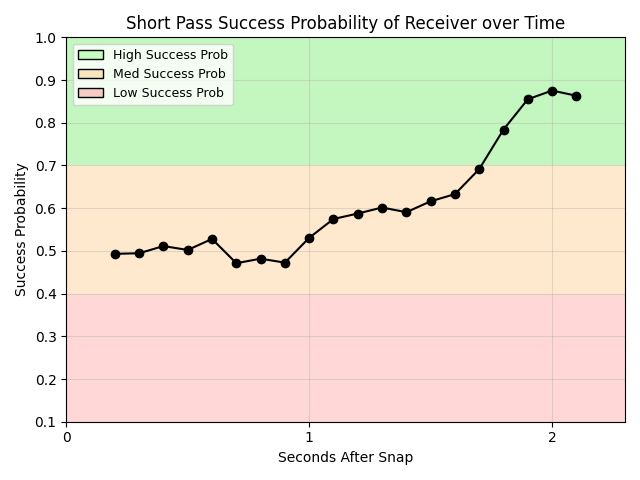 Short Pass Success Probability of Receiver over Time
1.0
0.9
0.8
0.7
0.6
0.5
0.4
0.3
0.2
0.1
Success Probability
High Success Prob
Med Success Prob
Low Success Prob
0
1
2
Seconds After Snap